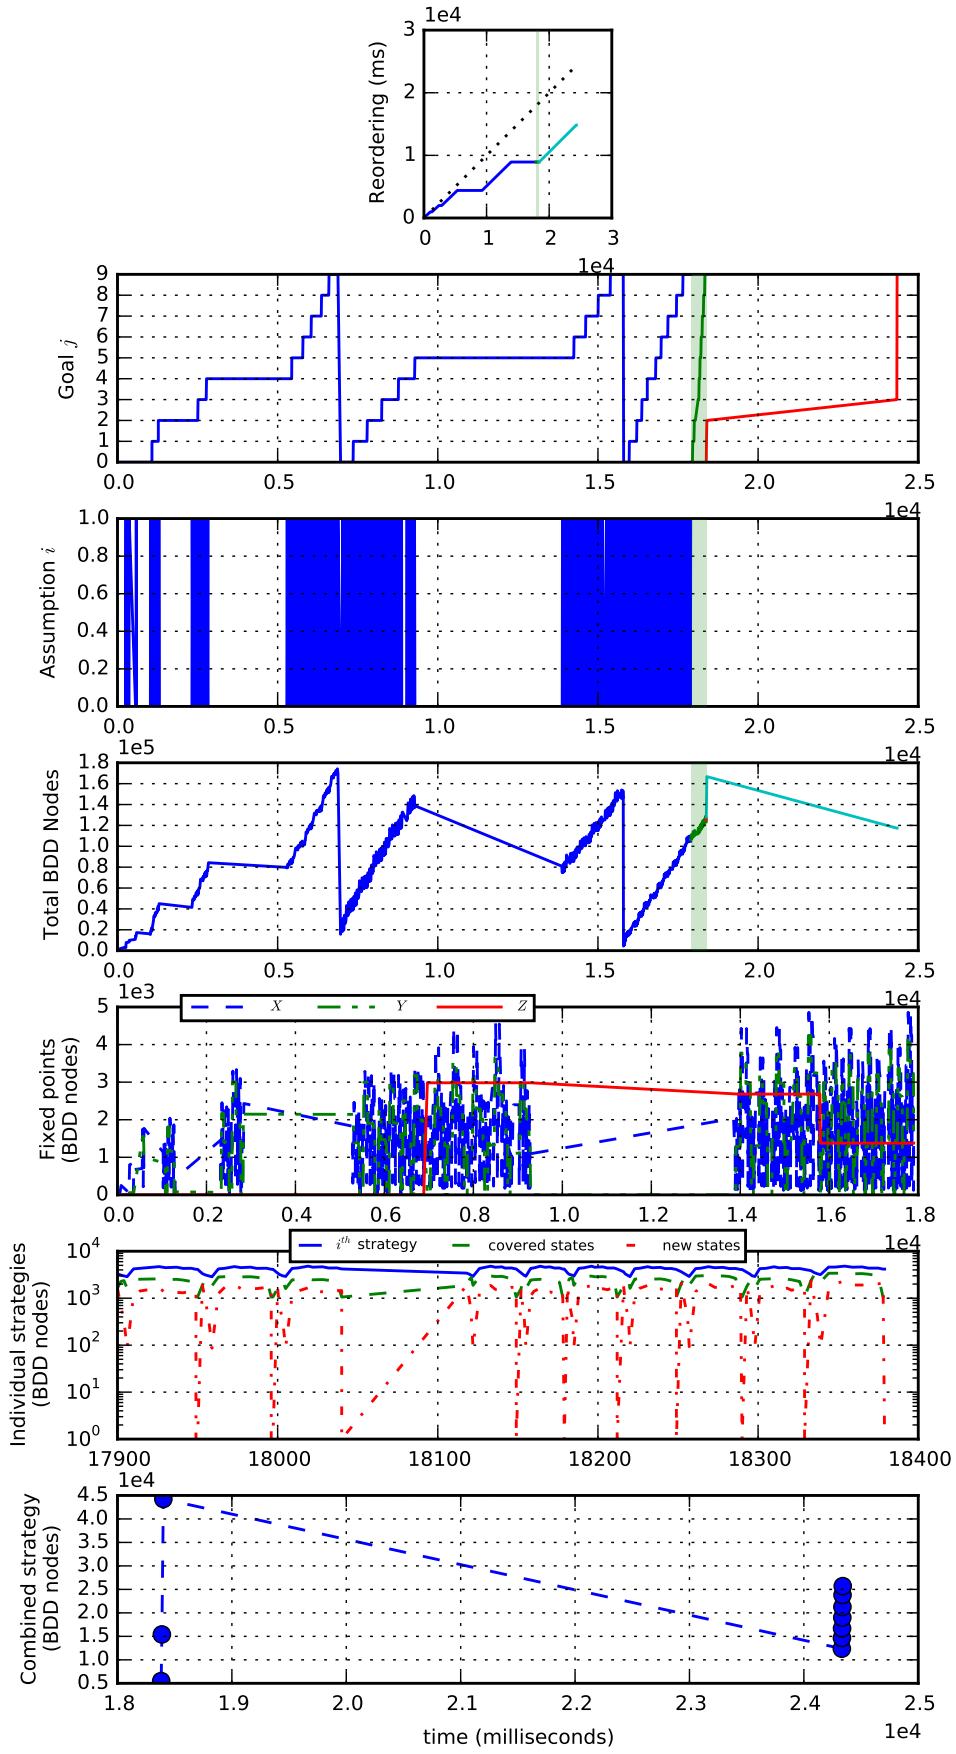 1e4
3
2
1
0
Reordering (ms)
0 1 2 3
1e4
9
8
7
6
5
4
3
2
1
0
Goal j
0.0 0.5 1.0 1.5 2.0 2.5
1e4
1.0
0.8
0.6
0.4
0.2
0.0
Assumption i
0.0 0.5 1.0 1.5 2.0 2.5
1e4
1e5
1.8
1.6
1.4
1.2
1.0
0.8
0.6
0.4
0.2
0.0
Total BDD Nodes
0.0 0.5 1.0 1.5 2.0 2.5
1e4
1e3
X Y Z
5
4
3
2
1
0
Fixed points
(BDD nodes)
0.0 0.2 0.4 0.6 0.8 1.0 1.2 1.4 1.6 1.8
1e4
i^th strategy covered states new states
10^4
10^3
10^2
10^1
10^0
Individual strategies
(BDD nodes)
17900 18000 18100 18200 18300 18400
1e4
4.5
4.0
3.5
3.0
2.5
2.0
1.5
1.0
0.5
Combined strategy
(BDD nodes)
1.8 1.9 2.0 2.1 2.2 2.3 2.4 2.5
time (milliseconds)
1e4